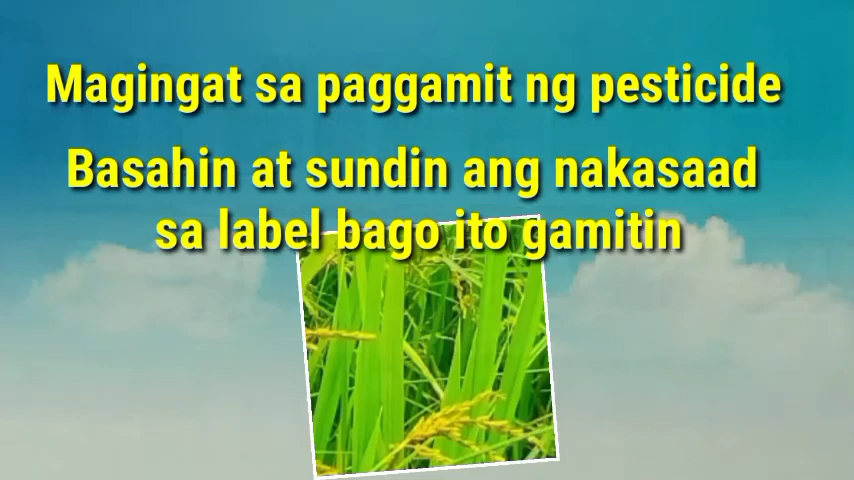 Magingat sa paggamit ng pesticide
Basahin at sundin ang nakasaad
sa label bago ito gamitin